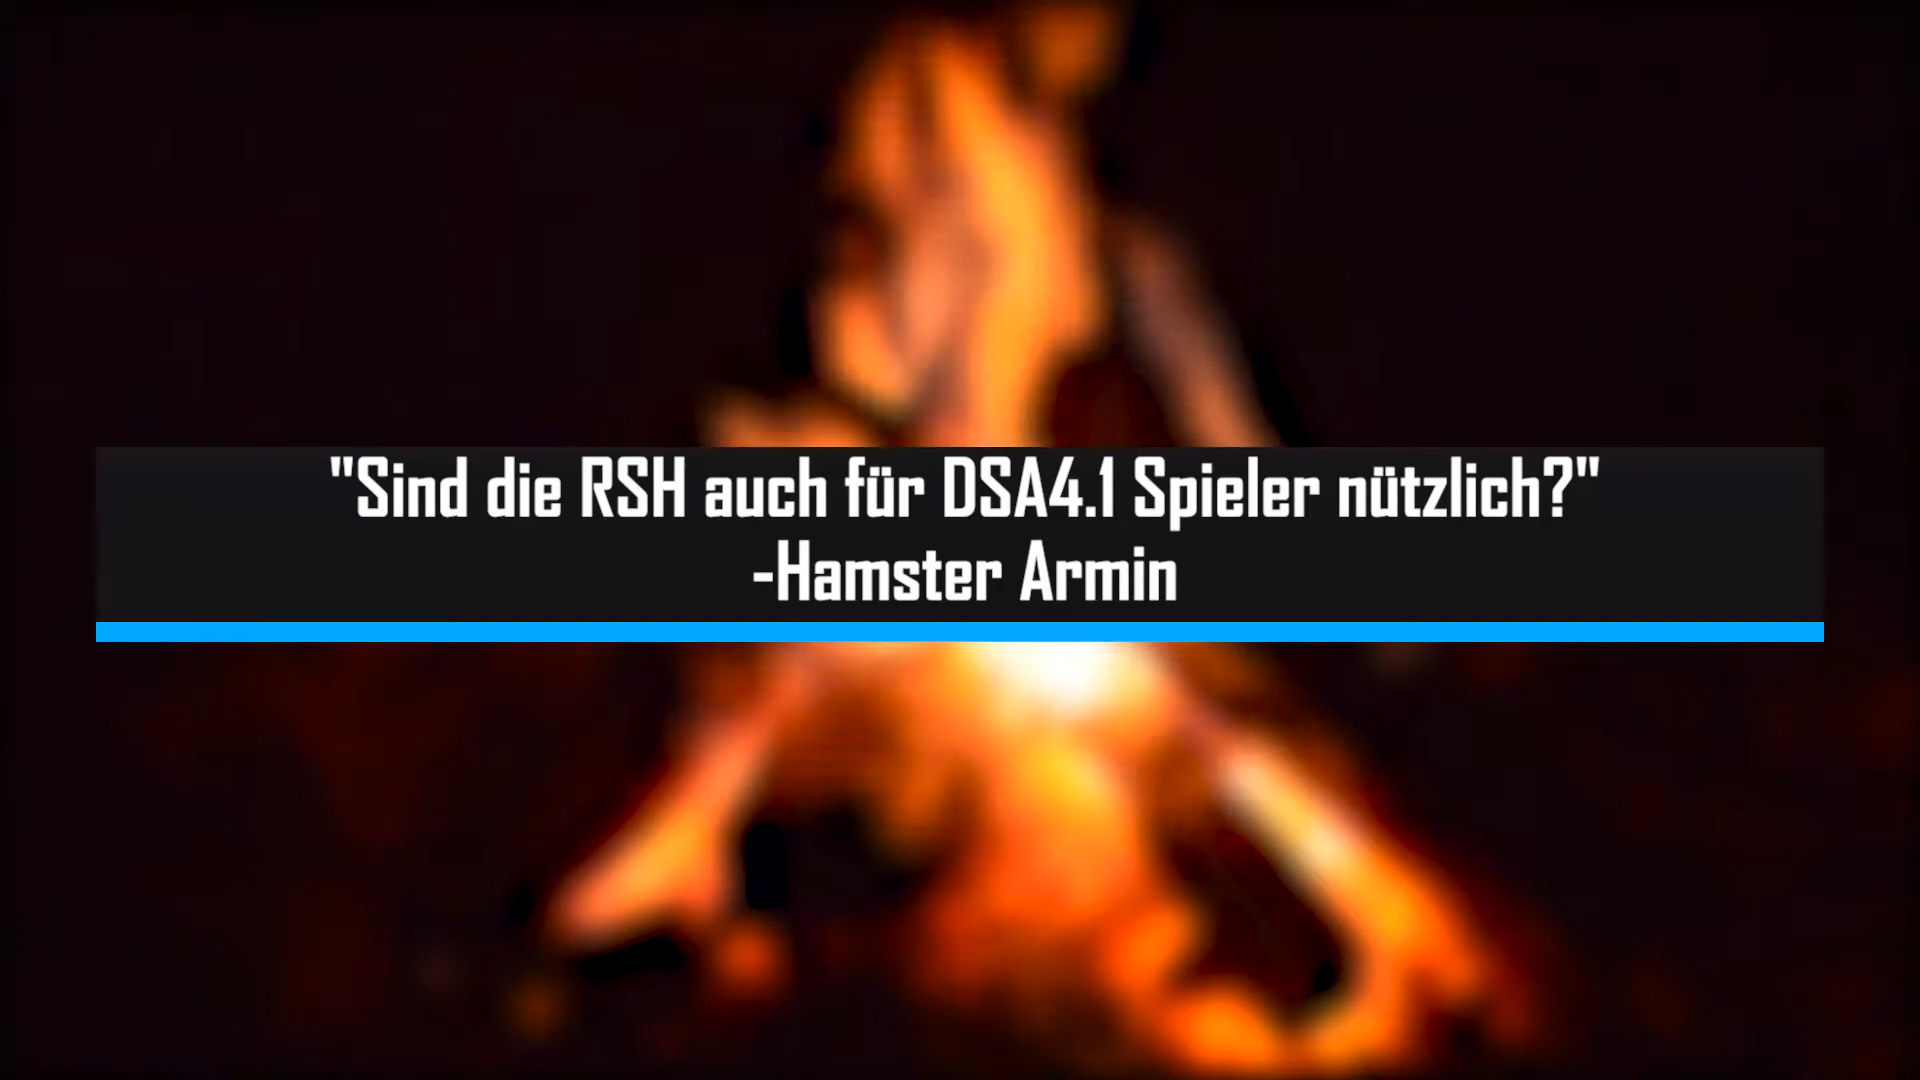 "Sind die RSH auch für DSA4.1 Spieler nützlich?"
-Hamster Armin